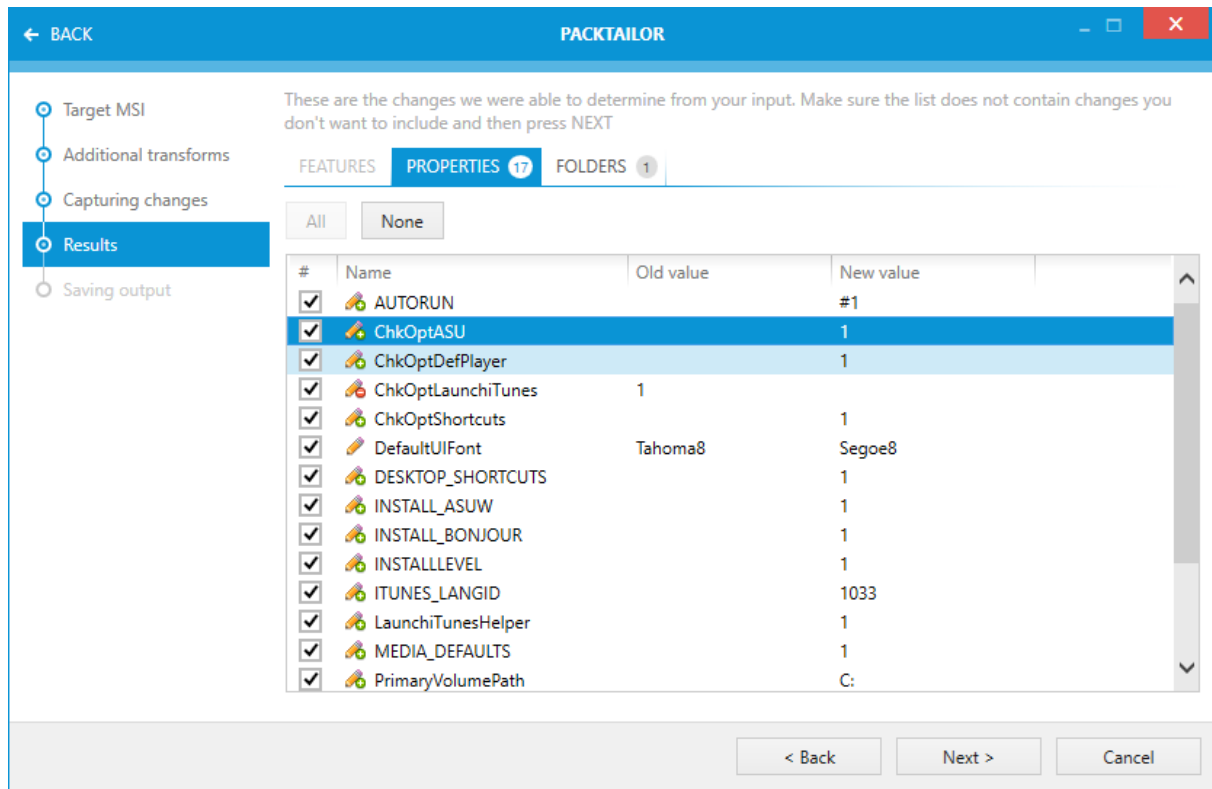 ← BACK PACKTAILOR
Target MSI
Additional transforms
Capturing changes
Results
Saving output
These are the changes we were able to determine from your input. Make sure the list does not contain changes you
don't want to include and then press NEXT
FEATURES PROPERTIES 17 FOLDERS 1
All None
# Name Old value New value
AUTORUN #1
ChkOptASU 1
ChkOptDefPlayer 1
ChkOptLaunchiTunes 1
ChkOptShortcuts 1
DefaultUIFont Tahoma8 Segoe8
DESKTOP_SHORTCUTS 1
INSTALL_ASUW 1
INSTALL_BONJOUR 1
INSTALLLEVEL 1
ITUNES_LANGID 1033
LaunchiTunesHelper 1
MEDIA_DEFAULTS 1
PrimaryVolumePath C:
< Back Next > Cancel